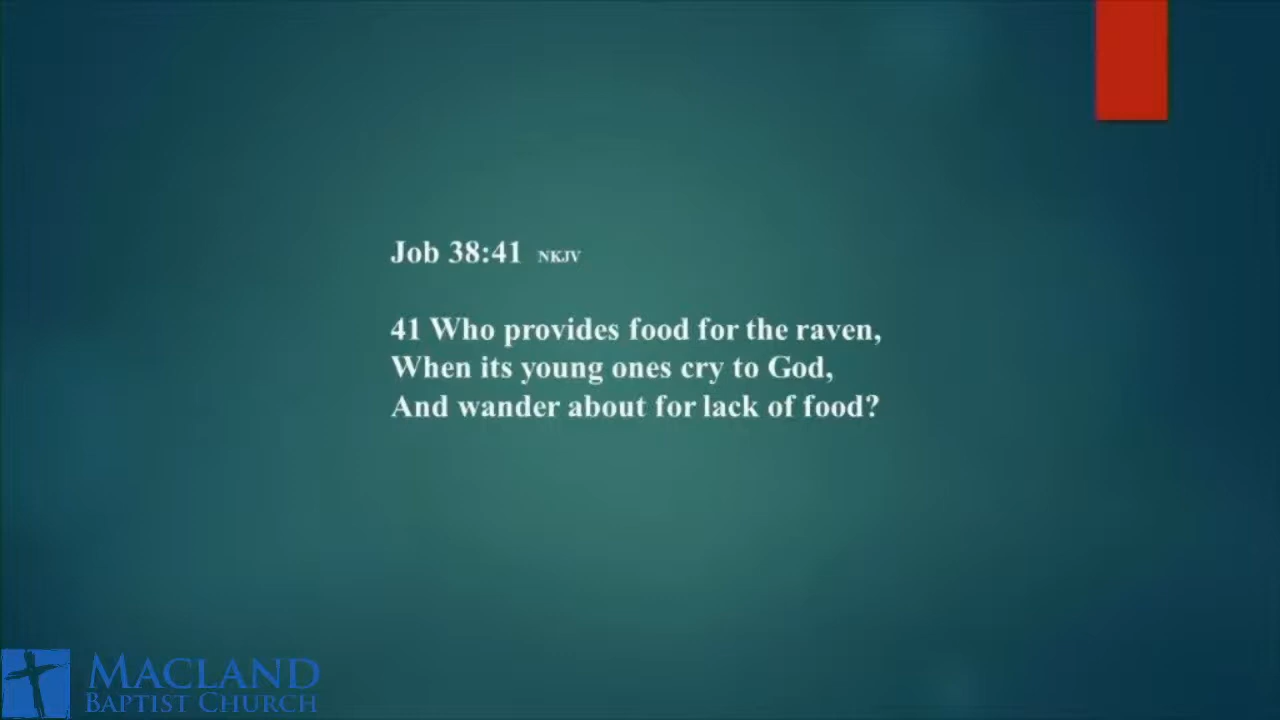 Job 38:41 NKJV
41 Who provides food for the raven,
When its young ones cry to God,
And wander about for lack of food?
MACLAND
BAPTIST CHURCH